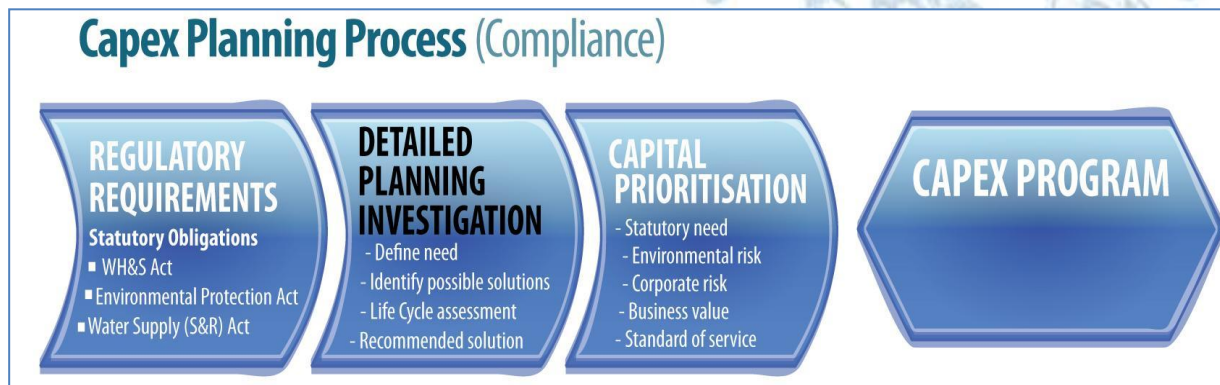 Capex Planning Process (Compliance)
REGULATORY
REQUIREMENTS
Statutory Obligations
▪ WH&S Act
▪ Environmental Protection Act
▪ Water Supply (S&R) Act
DETAILED
PLANNING
INVESTIGATION
- Define need
- Identify possible solutions
- Life Cycle assessment
- Recommended solution
CAPITAL
PRIORITISATION
- Statutory need
- Environmental risk
- Corporate risk
- Business value
- Standard of service
CAPEX PROGRAM